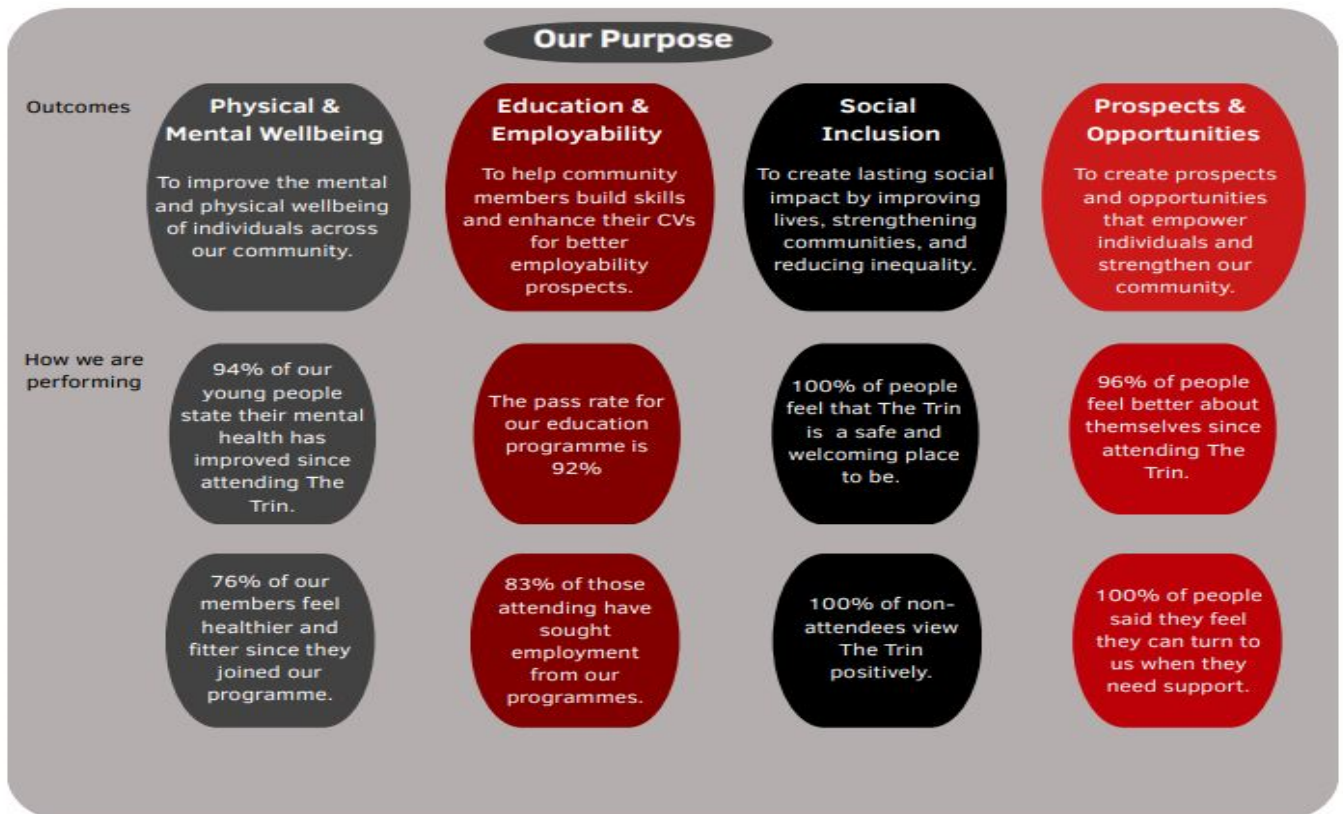 Our Purpose
Outcomes
Physical &
Mental Wellbeing
To improve the mental
and physical wellbeing
of individuals across
our community.
Education &
Employability
To help community
members build skills
and enhance their CVs
for better
employability
prospects.
Social
Inclusion
To create lasting social
impact by improving
lives, strengthening
communities, and
reducing inequality.
Prospects &
Opportunities
To create prospects
and opportunities
that empower
individuals and
strengthen our
community.
How we are
performing
94% of our
young people
state their mental
health has
improved since
attending The
Trin.
The pass rate for
our education
programme is
92%
100% of people
feel that The Trin
is a safe and
welcoming place
to be.
96% of people
feel better about
themselves since
attending The
Trin.
76% of our
members feel
healthier and
fitter since they
joined our
programme.
83% of those
attending have
sought
employment
from our
programmes.
100% of non-
attendees view
The Trin
positively.
100% of people
said they feel
they can turn to
us when they
need support.